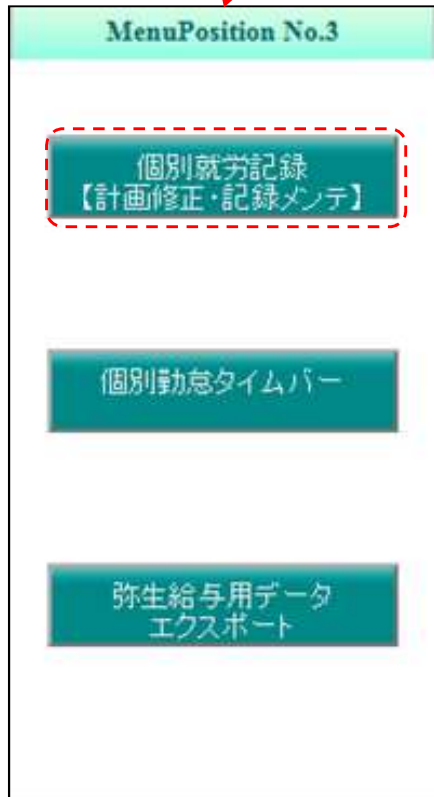 MenuPosition No.3
個別就労記録
【計画修正・記録メンテ】
個別勤怠タイムバー
弥生給与用データ
エクスポート